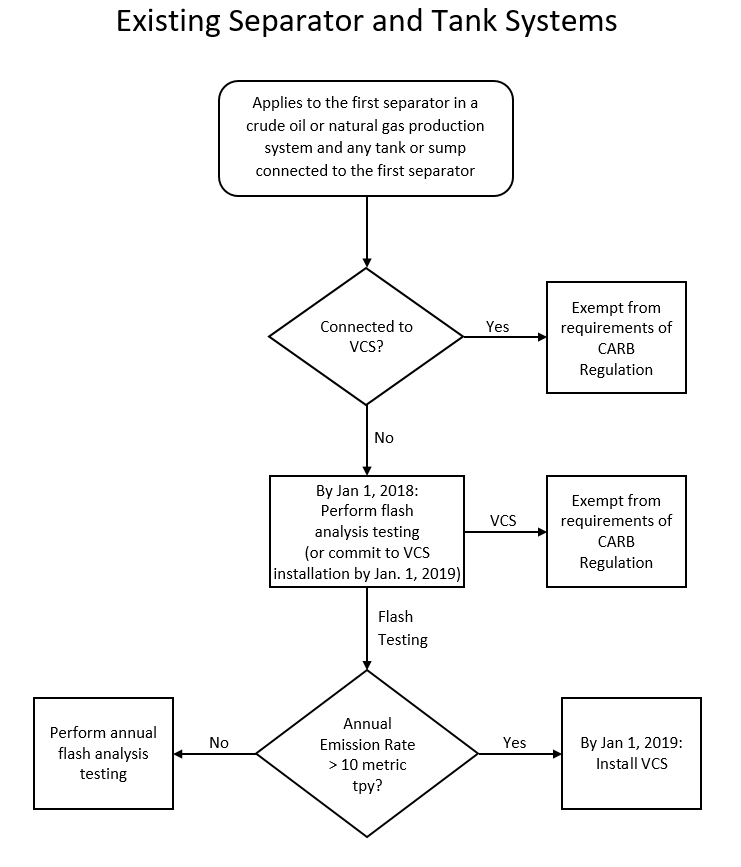 Existing Separator and Tank Systems
Applies to the first separator in a
crude oil or natural gas production
system and any tank or sump
connected to the first separator
Connected to
VCS?
Yes
Exempt from
requirements of
CARB
Regulation
No
By Jan 1, 2018:
Perform flash
analysis testing
(or commit to VCS
installation by Jan. 1, 2019)
VCS
Exempt from
requirements of
CARB
Regulation
Flash
Testing
Annual
Emission Rate
> 10 metric
tpy?
No
Perform annual
flash analysis
testing
Yes
By Jan 1, 2019:
Install VCS